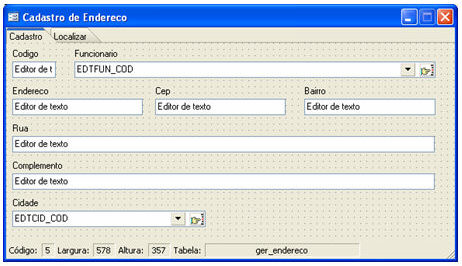 Cadastro de Endereco
Cadastro Localizar
Codigo Funcionario
Editor de t EDTFUN_COD
Endereco Cep Bairro
Editor de texto Editor de texto Editor de texto
Rua
Editor de texto
Complemento
Editor de texto
Cidade
EDTCID_COD
Código: 5 Largura: 578 Altura: 357 Tabela: ger_endereco